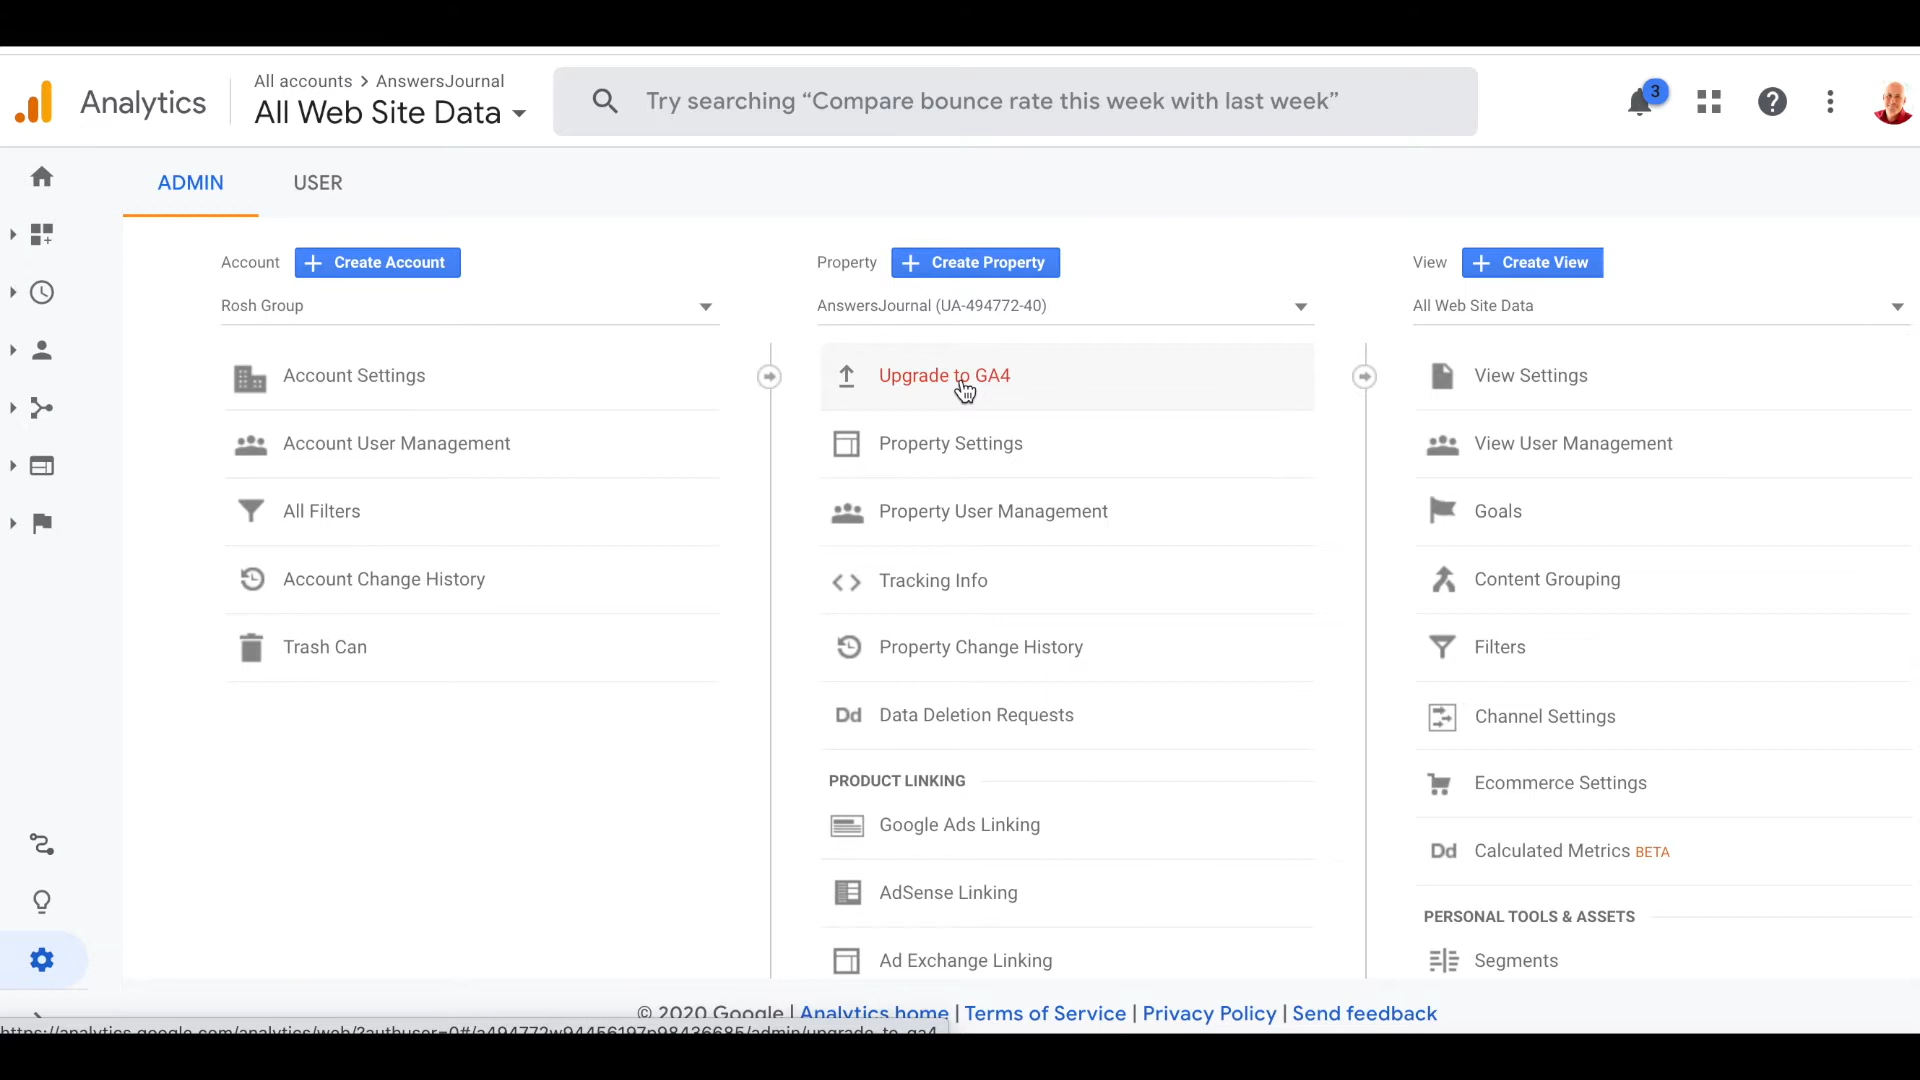 Analytics
All accounts > AnswersJournal
All Web Site Data
Try searching “Compare bounce rate this week with last week”
3
ADMIN
USER
Account
Create Account
Rosh Group
Account Settings
Account User Management
All Filters
Account Change History
Trash Can
Property
Create Property
AnswersJournal (UA-494772-40)
Upgrade to GA4
Property Settings
Property User Management
Tracking Info
Property Change History
Dd Data Deletion Requests
PRODUCT LINKING
Google Ads Linking
AdSense Linking
Ad Exchange Linking
View
Create View
All Web Site Data
View Settings
View User Management
Goals
Content Grouping
Filters
Channel Settings
Ecommerce Settings
Dd Calculated Metrics BETA
PERSONAL TOOLS & ASSETS
Segments
© 2020 Google | Analytics home | Terms of Service | Privacy Policy | Send feedback
https://analytics.google.com/analytics/web/?authuser=0#/a494772w94456197p98436685/admin/upgrade_to_ga4